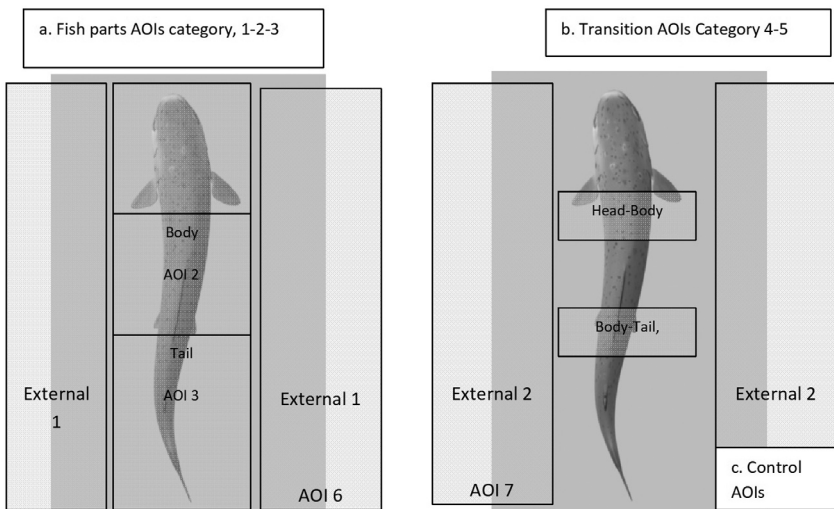 a. Fish parts AOIs category, 1-2-3
b. Transition AOIs Category 4-5
Body
AOI 2
Tail
AOI 3
External
1
External 1
AOI 6
Head-Body
Body-Tail,
External 2
AOI 7
External 2
c. Control
AOIs